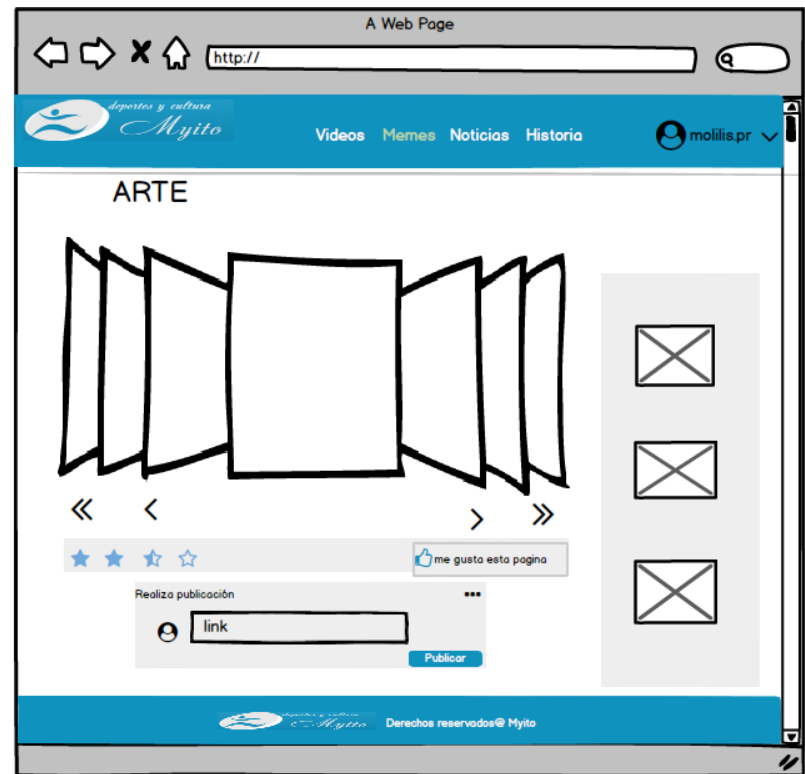 A Web Page
http://
deportes y cultura
Myito
Videos Memes Noticias Historia
molilis.pr
ARTE
me gusta esta pagina
Realiza publicación
link
Publicar
deportes y cultura
Myito
Derechos reservados@ Myito